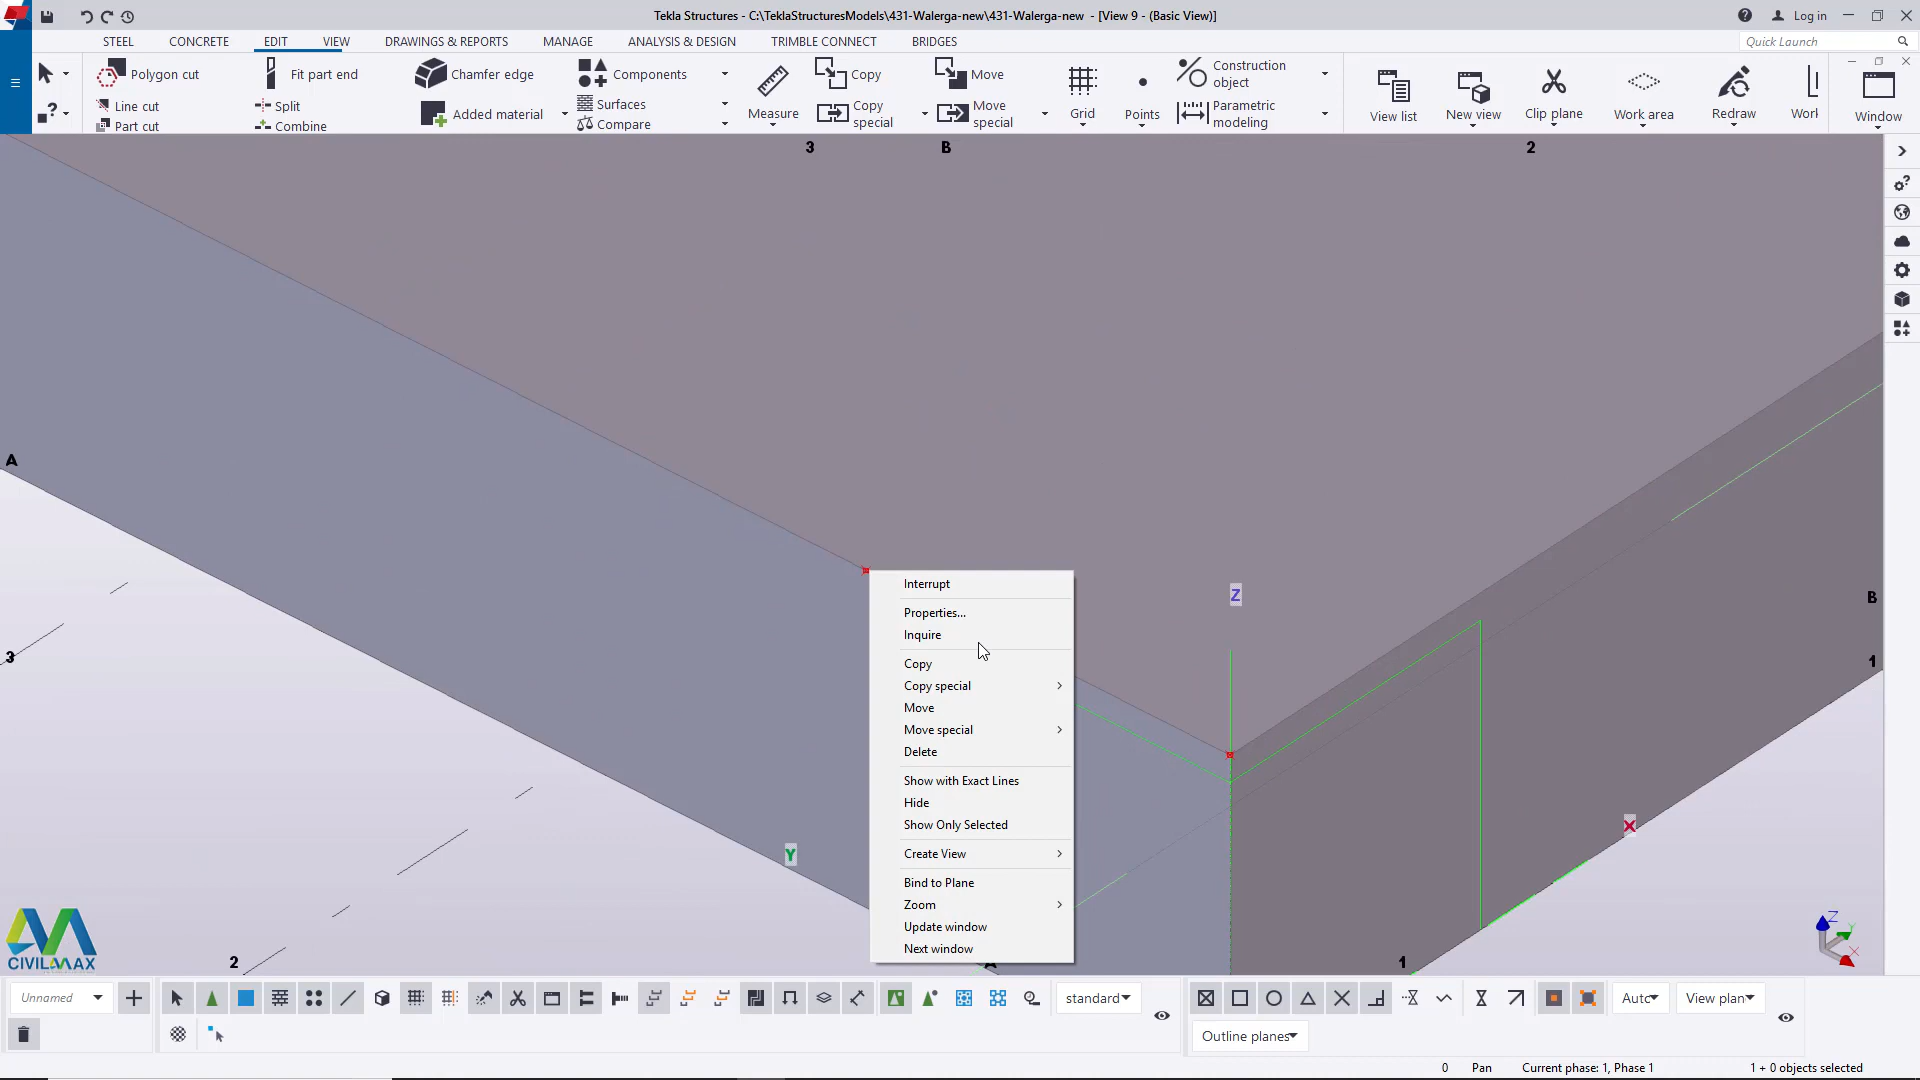 Tekla Structures - C:\TeklaStructuresModels\431-Walerga-new\431-Walerga-new - [View 9 - (Basic View)]
Log in
STEEL CONCRETE EDIT VIEW DRAWINGS & REPORTS MANAGE ANALYSIS & DESIGN TRIMBLE CONNECT BRIDGES
Quick Launch
Polygon cut
Line cut
Part cut
Fit part end
Split
Combine
Chamfer edge
Added material
Components
Surfaces
Compare
Measure
Copy
Copy special
Move
Move special
Grid
Points
Construction object
Parametric modeling
View list
New view
Clip plane
Work area
Redraw
Window
3 B 2
A
3
2
Z
B
1
X
Y
1
Interrupt
Properties...
Inquire
Copy
Copy special
Move
Move special
Delete
Show with Exact Lines
Hide
Show Only Selected
Create View
Bind to Plane
Zoom
Update window
Next window
CIVILMAX
Z
Unnamed
standard
View plan
Outline planes
0 Pan Current phase: 1, Phase 1 1 + 0 objects selected